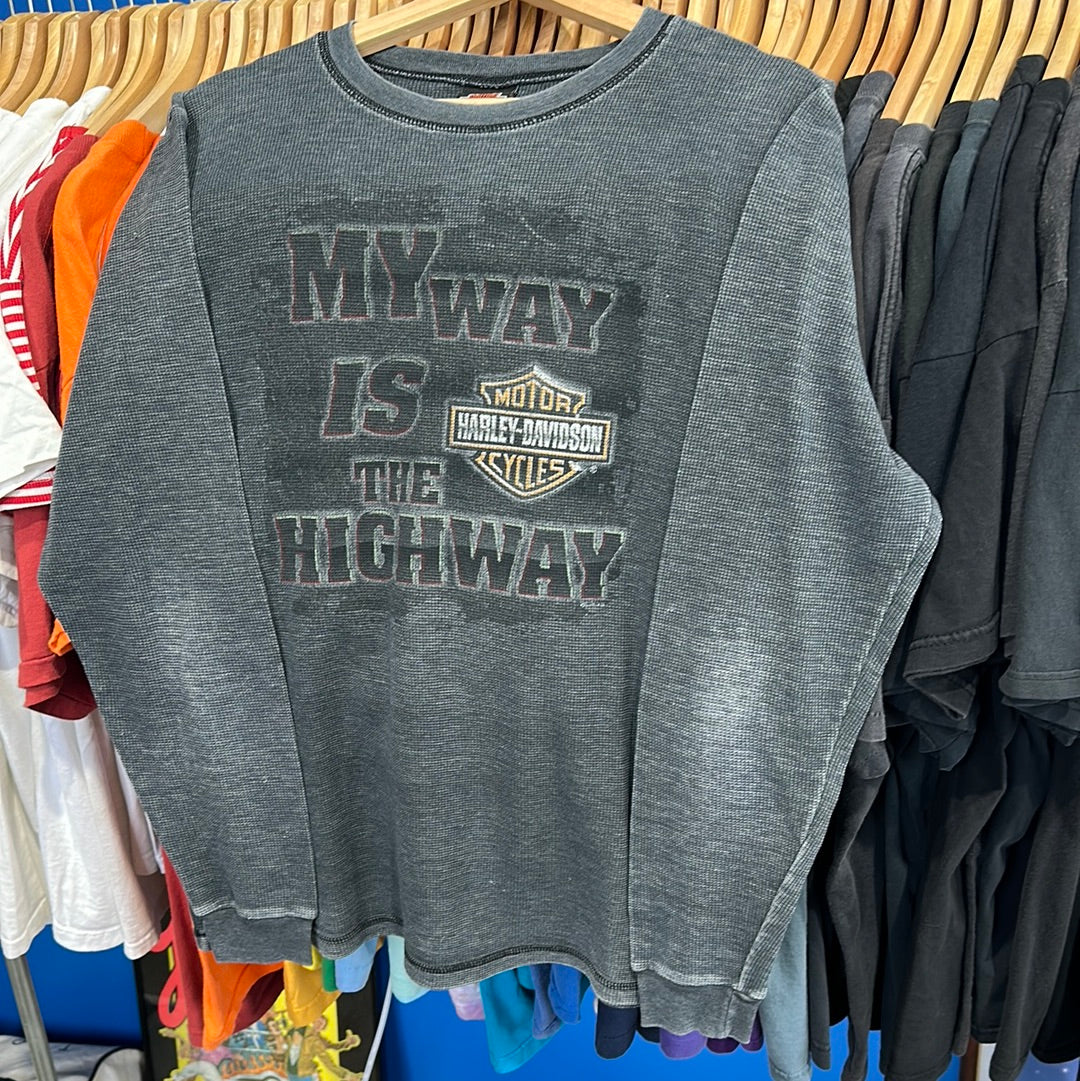 MY WAY
IS
MOTOR
HARLEY-DAVIDSON
CYCLES
THE
HIGHWAY